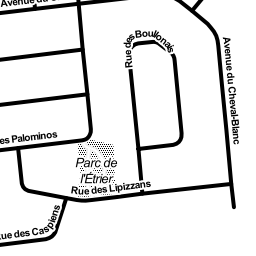 Avenue du
Rue des Boulonais
Avenue du Cheval-Blanc
es Palominos
Parc de
l'Étrier
Rue des Lipizzans
ue des Caspiens